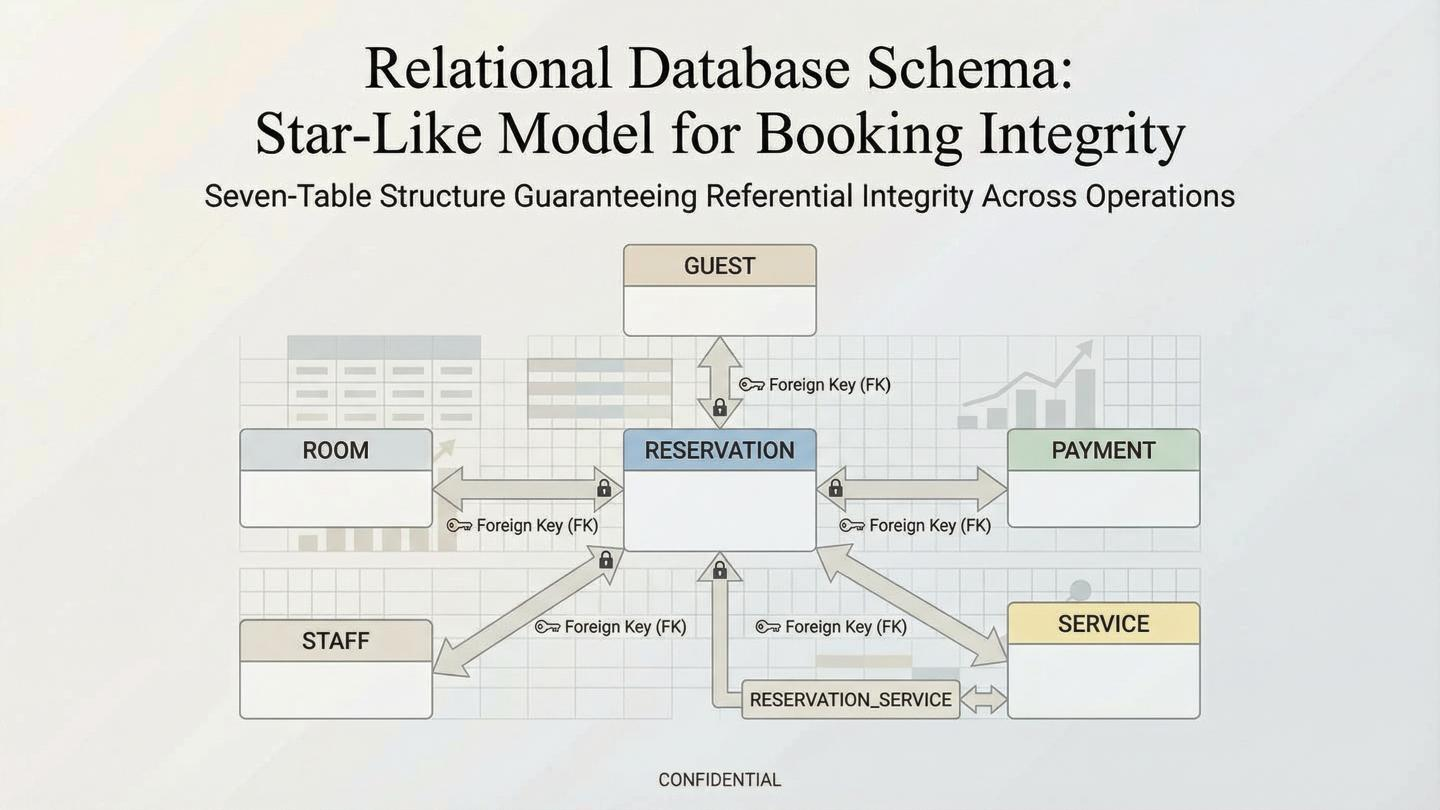 Relational Database Schema:
Star-Like Model for Booking Integrity
Seven-Table Structure Guaranteeing Referential Integrity Across Operations
GUEST
Foreign Key (FK)
ROOM
RESERVATION
PAYMENT
Foreign Key (FK)
Foreign Key (FK)
STAFF
Foreign Key (FK)
Foreign Key (FK)
SERVICE
RESERVATION_SERVICE
CONFIDENTIAL